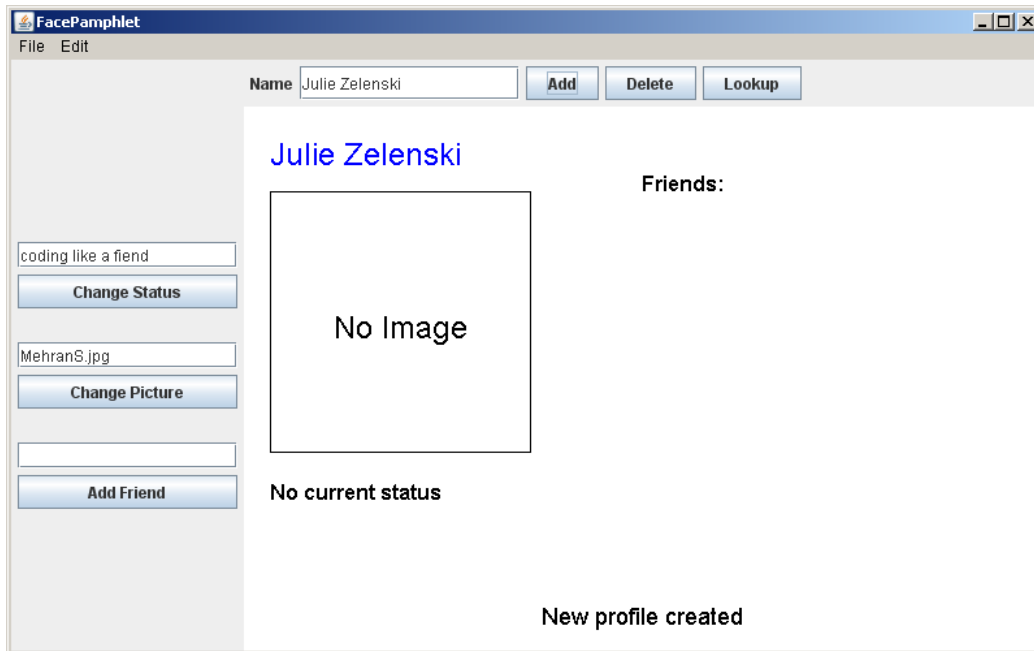 FacePamphlet
File Edit
Name Julie Zelenski Add Delete Lookup
Julie Zelenski
Friends:
coding like a fiend
Change Status
No Image
MehranS.jpg
Change Picture
Add Friend
No current status
New profile created